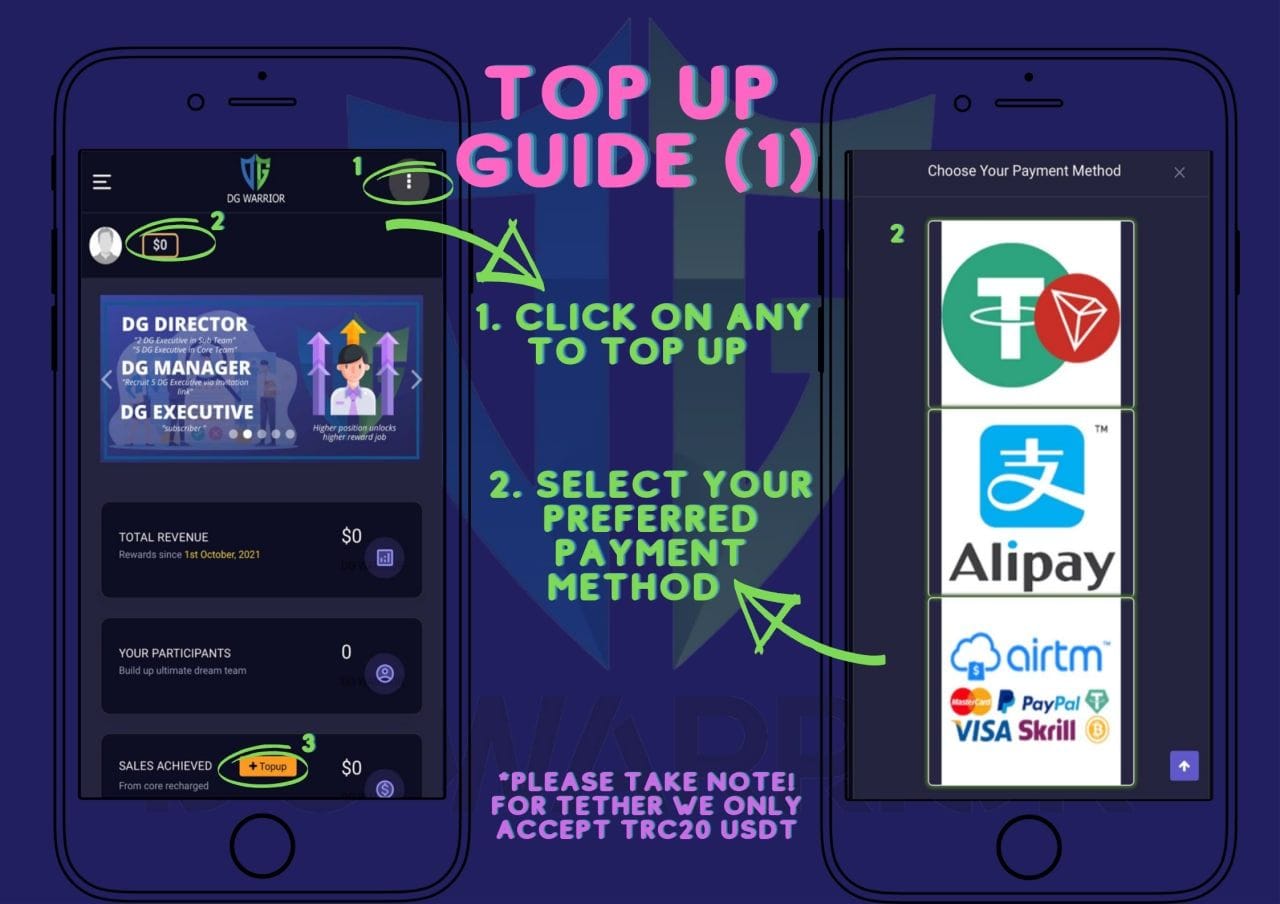 TOP UP
GUIDE (1)
1
DG WARRIOR
2
$0
DG DIRECTOR
"2 DG Executive in Sub Team"
"5 DG Executive in Core Team"
DG MANAGER
"Recruit 5 DG Executive via Invitation
link"
DG EXECUTIVE
"subscriber "
Higher position unlocks
higher reward job
TOTAL REVENUE
$0
Rewards since 1st October, 2021
YOUR PARTICIPANTS
0
Build up ultimate dream team
SALES ACHIEVED
+ Topup
3
$0
From core recharged
1. CLICK ON ANY
TO TOP UP
2. SELECT YOUR
PREFERRED
PAYMENT
METHOD
*PLEASE TAKE NOTE!
FOR TETHER WE ONLY
ACCEPT TRC20 USDT
Choose Your Payment Method
2
支
TM
Alipay
airtm™
MasterCard
PayPal
VISA Skrill
DG WARRIOR